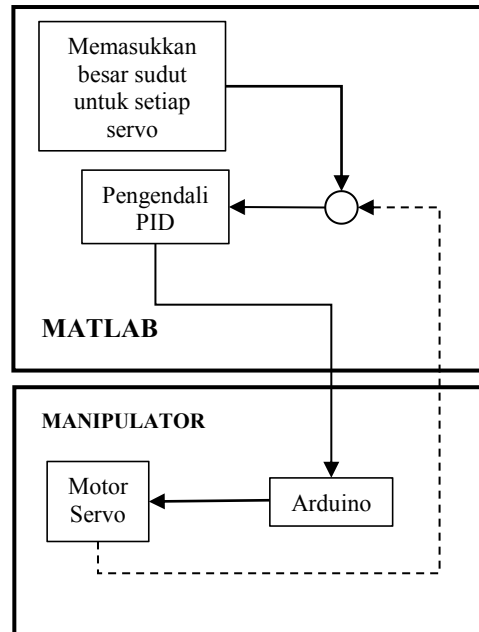 Memasukkan
besar sudut
untuk setiap
servo
Pengendali
PID
MATLAB
MANIPULATOR
Motor
Servo
Arduino